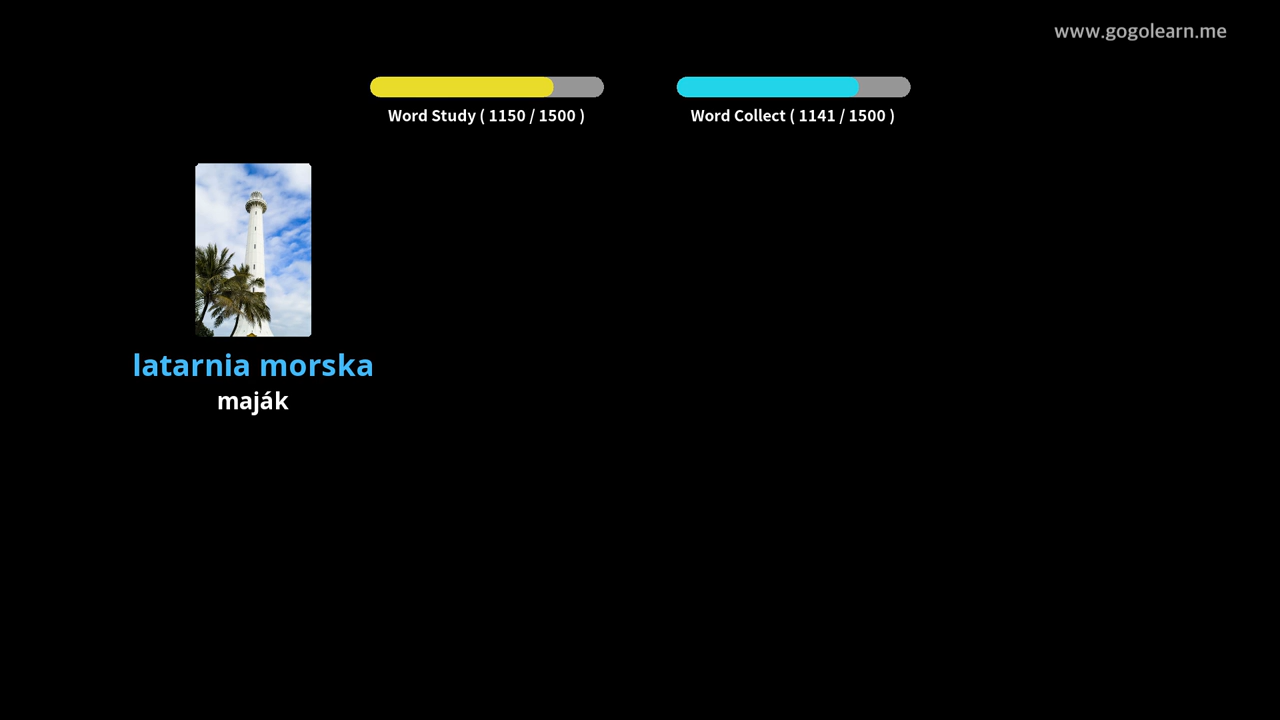 www.gogolearn.me
Word Study ( 1150 / 1500 )
Word Collect ( 1141 / 1500 )
latarnia morska
maják